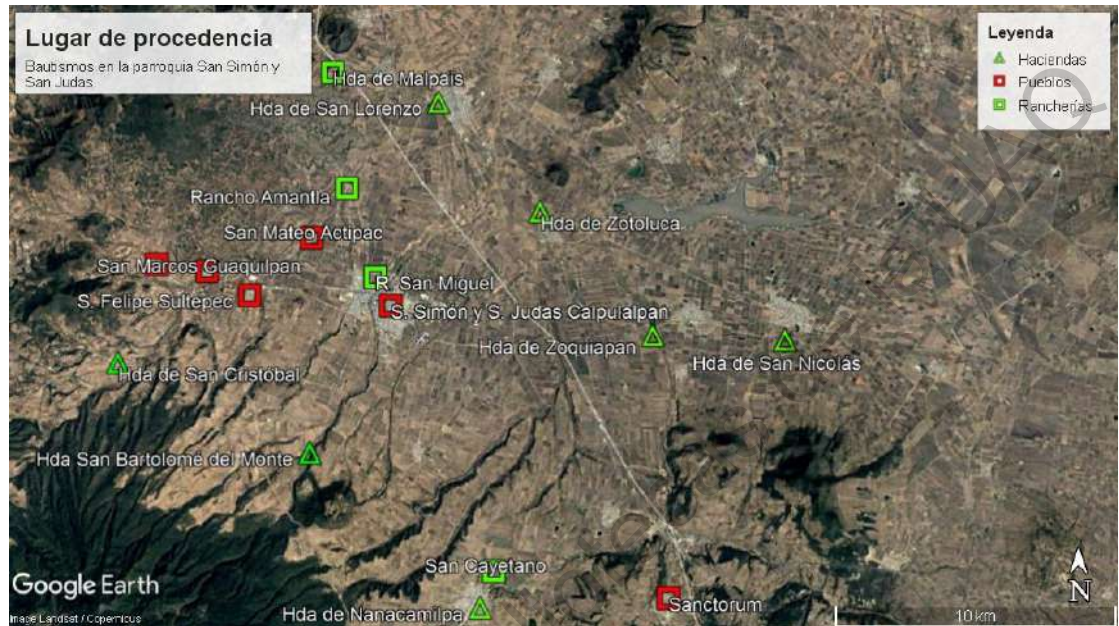 Lugar de procedencia
Bautismos en la parroquia San Simón y
San Judas
Leyenda
Haciendas
Pueblos
Rancherías
Hda de Malpais
Hda de San Lorenzo
Rancho Amantla
Hda de Zotoluca
San Mateo Actipac
San Marcos Guaquilpan
R. San Miguel
S. Felipe Sultepec
S. Simón y S. Judas Calpulalpan
Hda de Zoquiapan
Hda de San Nicolás
Hda de San Cristobal
Hda San Bartolomé del Monte
San Cayetano
Hda de Nanacamilpa
Sanctorum
Google Earth
Image Landsat / Copernicus
N
10 km